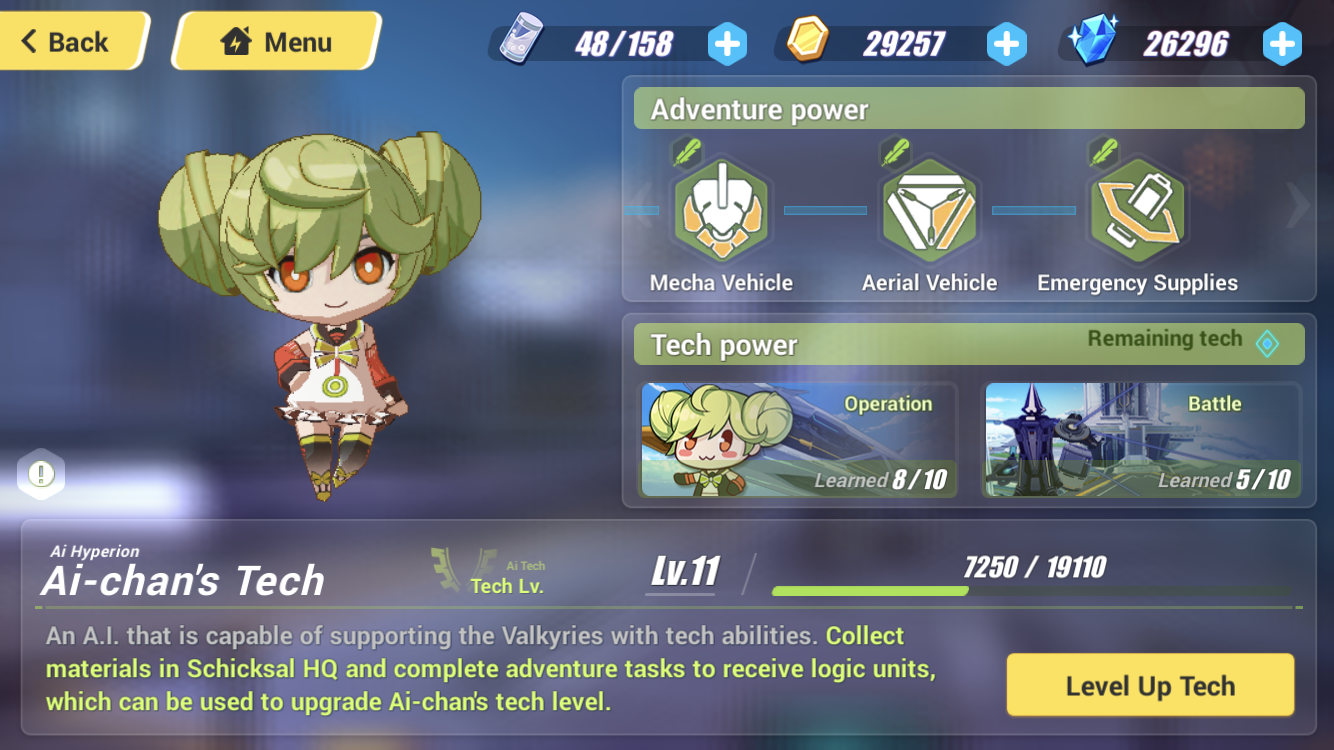 Back
Menu
48/158
29257
26296
Adventure power
Mecha Vehicle
Aerial Vehicle
Emergency Supplies
Tech power
Remaining tech
Operation
Learned 8/10
Battle
Learned 5/10
Ai Hyperion
Ai-chan's Tech
Ai Tech
Tech Lv.
Lv.11
7250 / 19110
An A.I. that is capable of supporting the Valkyries with tech abilities. Collect
materials in Schicksal HQ and complete adventure tasks to receive logic units,
which can be used to upgrade Ai-chan's tech level.
Level Up Tech